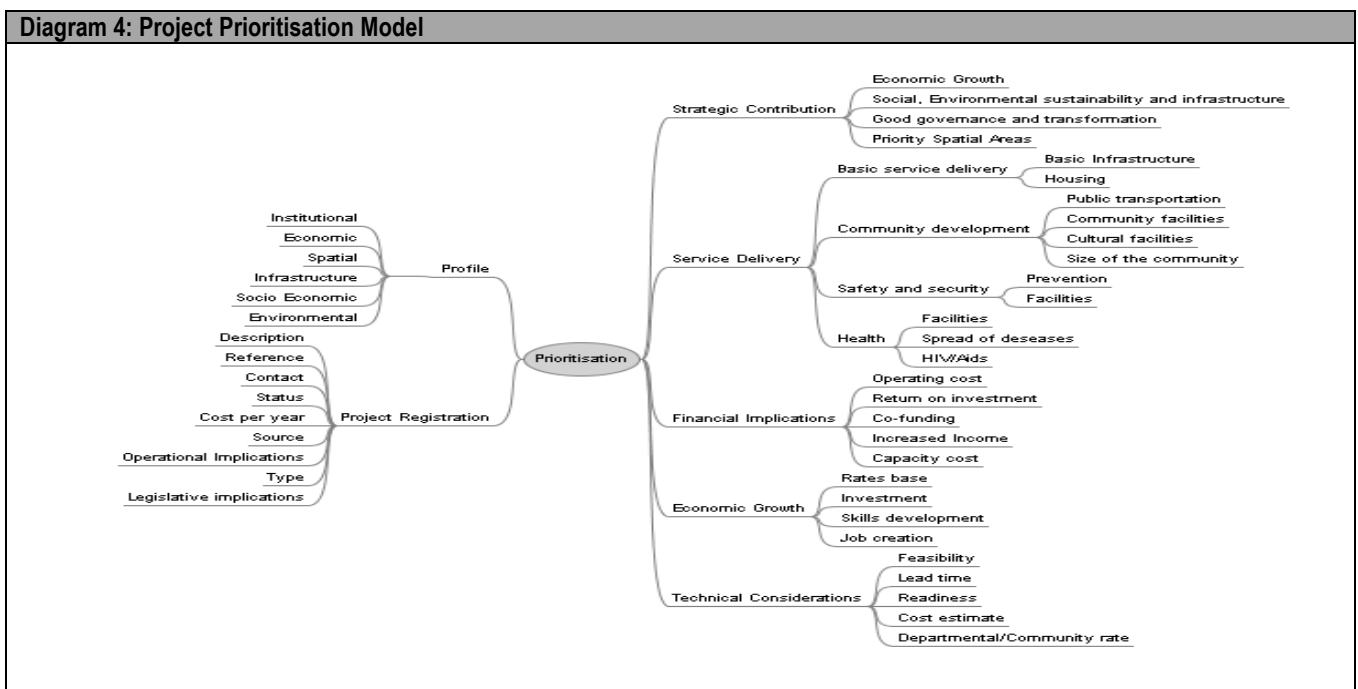 Diagram 4: Project Prioritisation Model
Prioritisation
Profile
Institutional
Economic
Spatial
Infrastructure
Socio Economic
Environmental
Project Registration
Description
Reference
Contact
Status
Cost per year
Source
Operational Implications
Type
Legislative implications
Strategic Contribution
Economic Growth
Social, Environmental sustainability and infrastructure
Good governance and transformation
Priority Spatial Areas
Service Delivery
Basic service delivery
Basic Infrastructure
Housing
Community development
Public transportation
Community facilities
Cultural facilities
Size of the community
Safety and security
Prevention
Facilities
Health
Facilities
Spread of deseases
HIV/Aids
Financial Implications
Operating cost
Return on investment
Co-funding
Increased Income
Capacity cost
Economic Growth
Rates base
Investment
Skills development
Job creation
Technical Considerations
Feasibility
Lead time
Readiness
Cost estimate
Departmental/Community rate